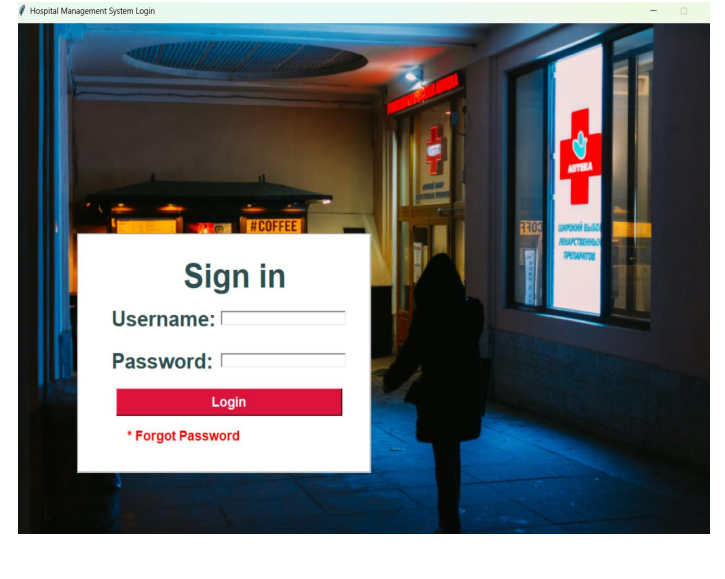 Hospital Management System Login
#COFFEE
АПТЕКА
ШИРОКИЙ ВЫБОР
ЛЕКАРСТВЕННЫХ
ПРЕПАРАТОВ
Sign in
Username:
Password:
Login
* Forgot Password